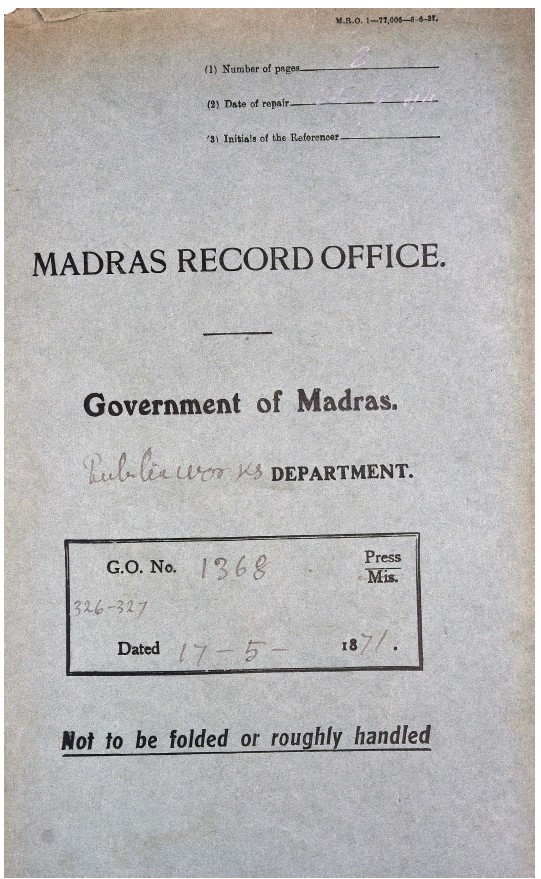 M.R.O. 1—77,000—8-6-37.
(1) Number of pages 2
(2) Date of repair
(3) Initials of the Referencer
MADRAS RECORD OFFICE.
Government of Madras.
Public works DEPARTMENT.
G.O. No. 1368 Press
Mis.
326-327
Dated 17-5- 1871.
Not to be folded or roughly handled